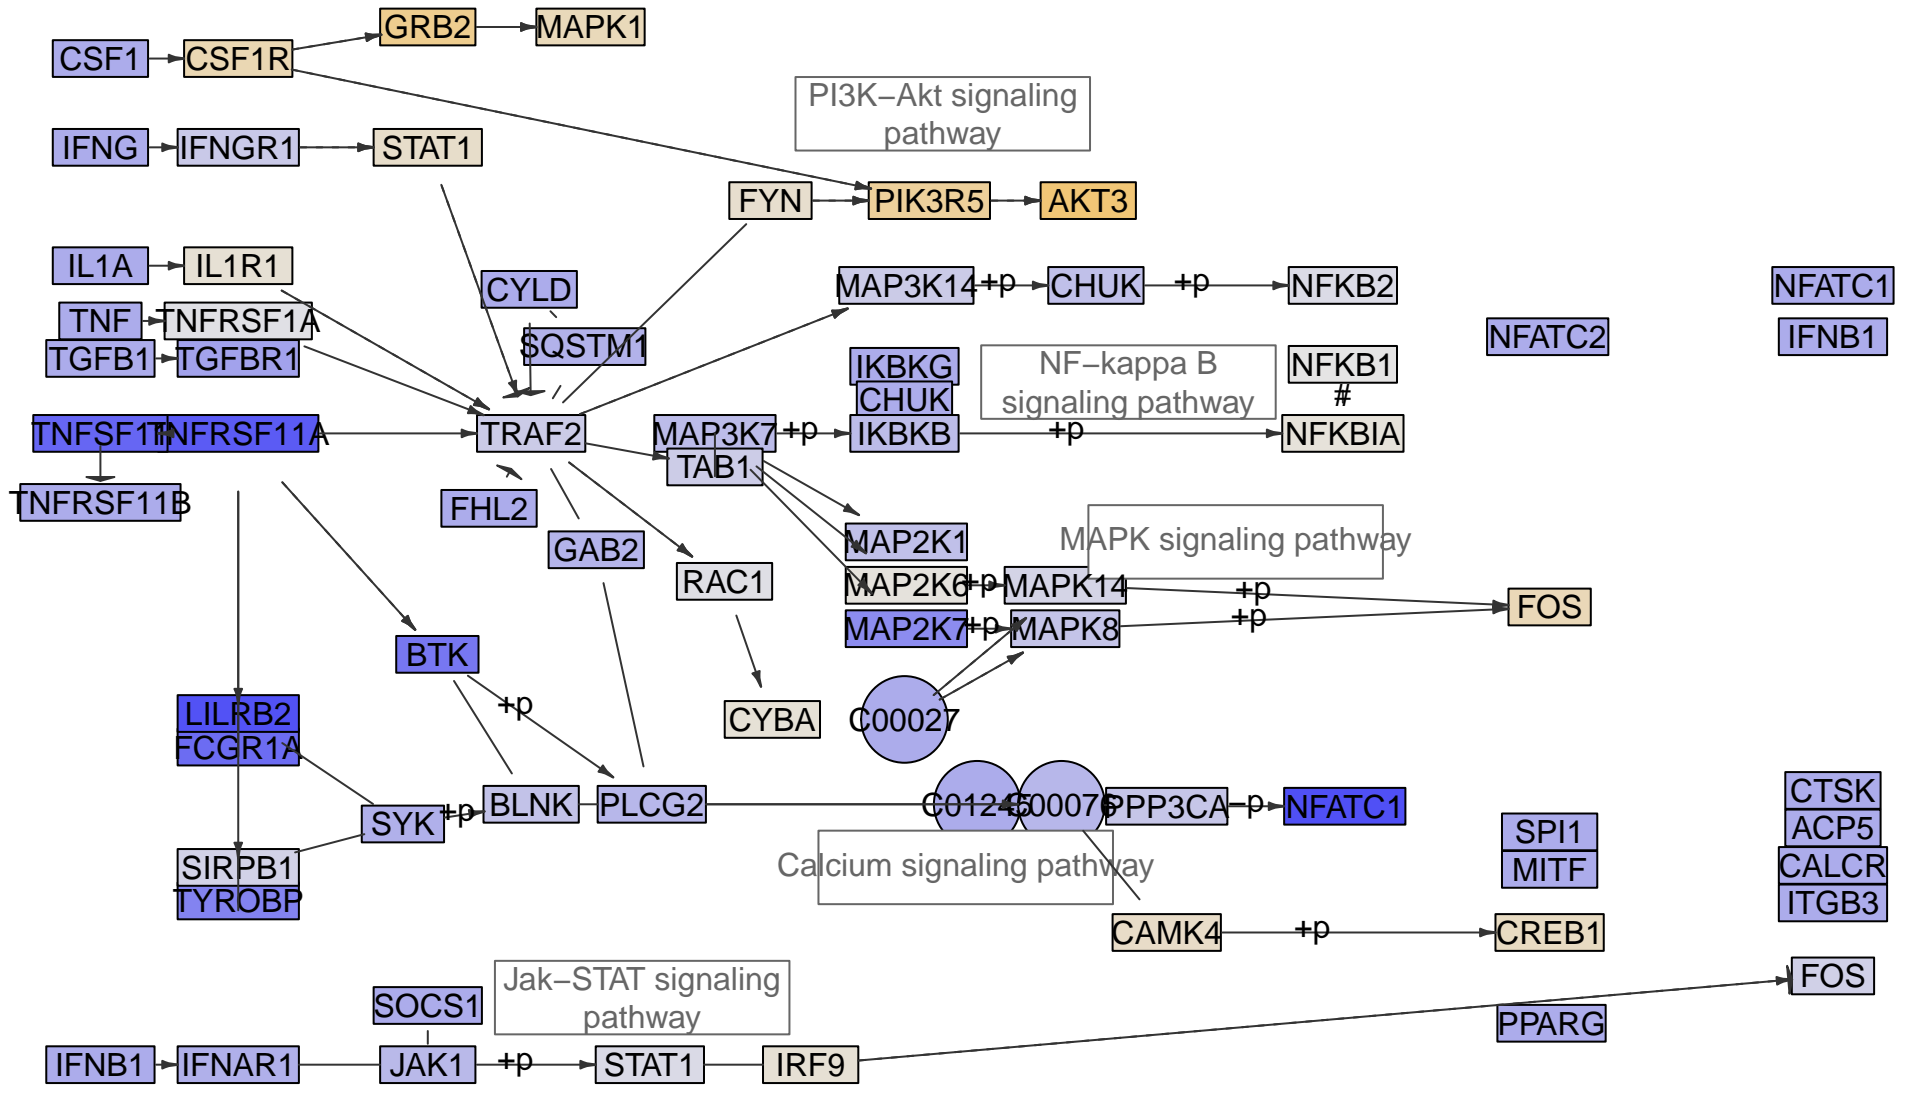 GRB2
MAPK1
CSF1
CSF1R
PI3K−Akt signaling
pathway
IFNG
IFNGR1
STAT1
FYN
PIK3R5
AKT3
IL1A
IL1R1
CYLD
MAP3K14
+p
CHUK
+p
NFKB2
NFATC1
TNF
TNFRSF1A
SQSTM1
NFATC2
IFNB1
TGFB1
TGFBR1
IKBKG
NF−kappa B
signaling pathway
NFKB1
#
CHUK
TNFRSF11A
TRAF2
MAP3K7
+p
IKBKB
+p
NFKBIA
TAB1
TNFRSF11B
FHL2
GAB2
MAP2K1
MAPK signaling pathway
RAC1
MAP2K6
+p
MAPK14
+p
FOS
MAP2K7
+p
MAPK8
+p
BTK
+p
LILRB2
FCGR1A
CYBA
C00027
SYK
+p
BLNK
PLCG2
C00076
PPP3CA
−p
NFATC1
CTSK
SPI1
ACP5
SIRPB1
Calcium signaling pathway
MITF
CALCR
TYROBP
ITGB3
CAMK4
+p
CREB1
Jak−STAT signaling
pathway
FOS
SOCS1
PPARG
IFNB1
IFNAR1
JAK1
+p
STAT1
IRF9